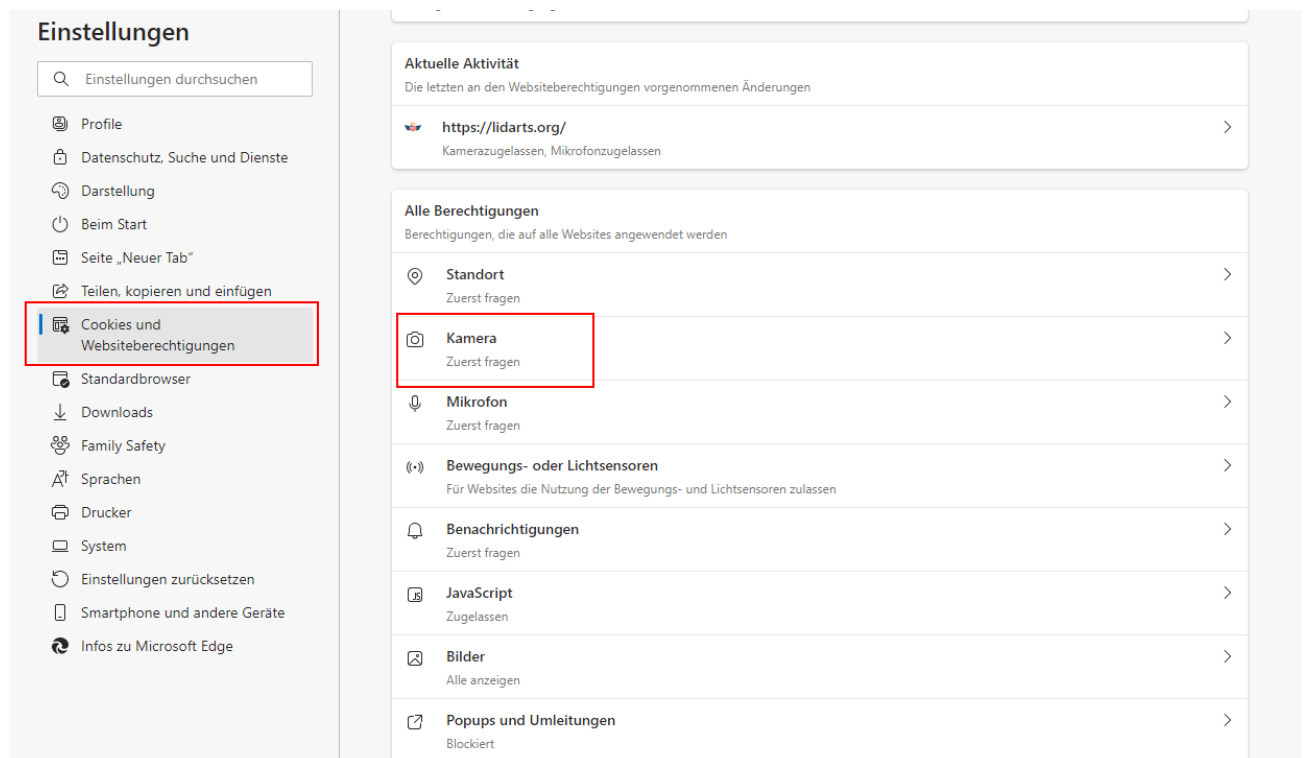 Einstellungen
Einstellungen durchsuchen
Profile
Datenschutz, Suche und Dienste
Darstellung
Beim Start
Seite „Neuer Tab“
Teilen, kopieren und einfügen
Cookies und
Websiteberechtigungen
Standardbrowser
Downloads
Family Safety
Sprachen
Drucker
System
Einstellungen zurücksetzen
Smartphone und andere Geräte
Infos zu Microsoft Edge
Aktuelle Aktivität
Die letzten an den Websiteberechtigungen vorgenommenen Änderungen
https://lidarts.org/
Kamerazugelassen, Mikrofonzugelassen
Alle Berechtigungen
Berechtigungen, die auf alle Websites angewendet werden
Standort
Zuerst fragen
Kamera
Zuerst fragen
Mikrofon
Zuerst fragen
Bewegungs- oder Lichtsensoren
Für Websites die Nutzung der Bewegungs- und Lichtsensoren zulassen
Benachrichtigungen
Zuerst fragen
JavaScript
Zugelassen
Bilder
Alle anzeigen
Popups und Umleitungen
Blockiert